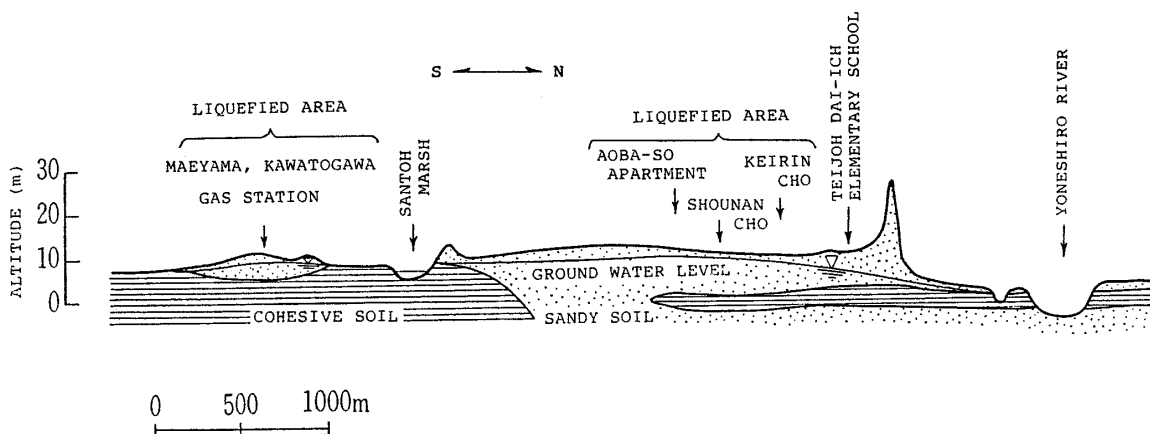 S N
LIQUEFIED AREA
MAEYAMA, KAWATOGAWA
GAS STATION
SANTOH
MARSH
LIQUEFIED AREA
AOBA-SO
APARTMENT
KEIRIN
CHO
SHOUNAN
CHO
TEIJOH DAI-ICH
ELEMENTARY SCHOOL
YONESHIRO RIVER
ALTITUDE (m)
30
20
10
0
GROUND WATER LEVEL
COHESIVE SOIL
SANDY SOIL
0 500 1000m